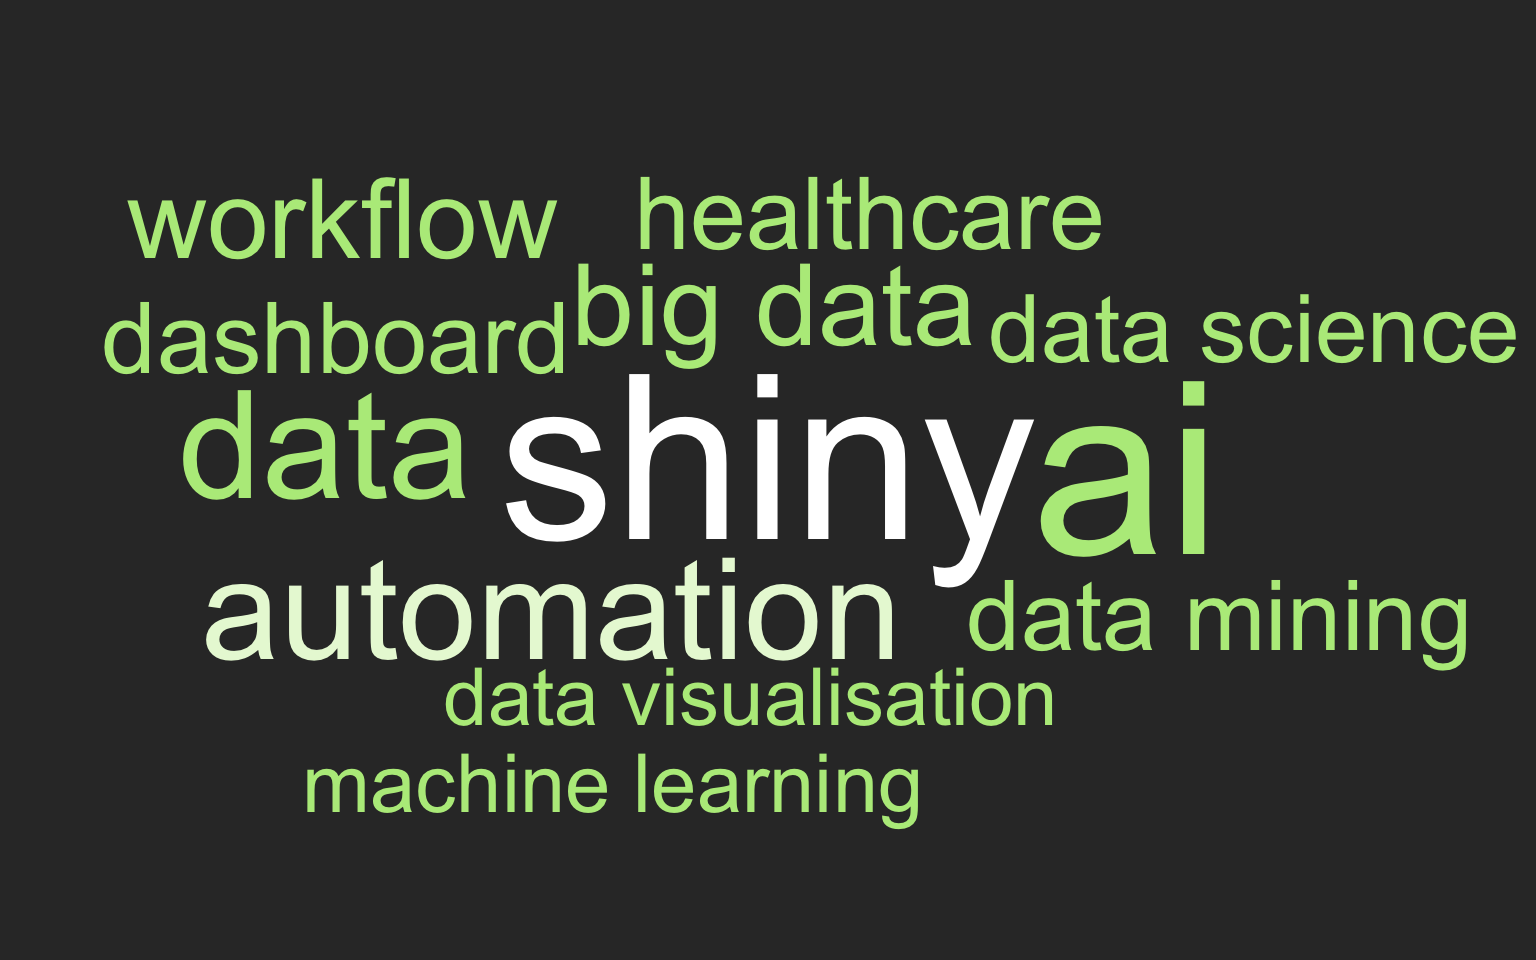 workflow
healthcare
dashboard
big data
data science
data
shiny
ai
automation
data mining
data visualisation
machine learning